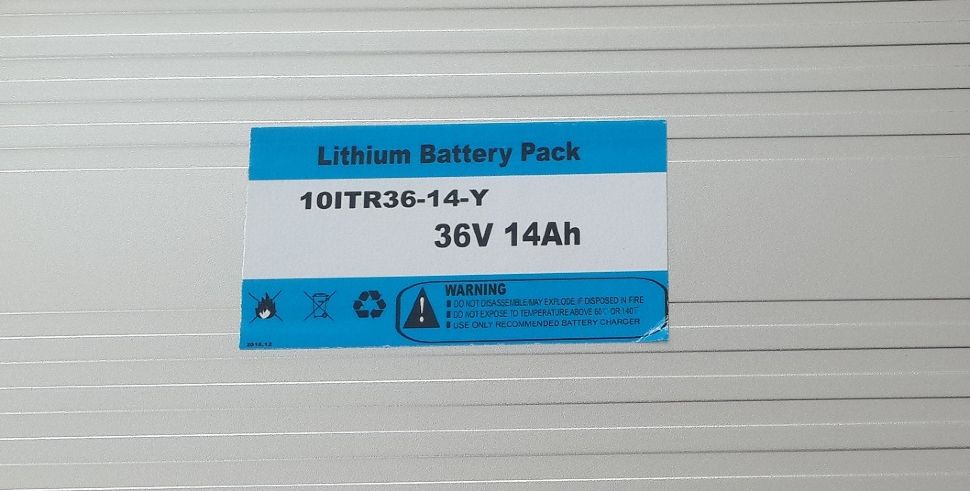 Lithium Battery Pack
10ITR36-14-Y
36V 14Ah
WARNING
DO NOT DISASSEMBLE/MAY EXPLODE IF DISPOSED IN FIRE
DO NOT EXPOSE TO TEMPERATURE ABOVE 60℃ OR 140℉
USE ONLY RECOMMENDED BATTERY CHARGER